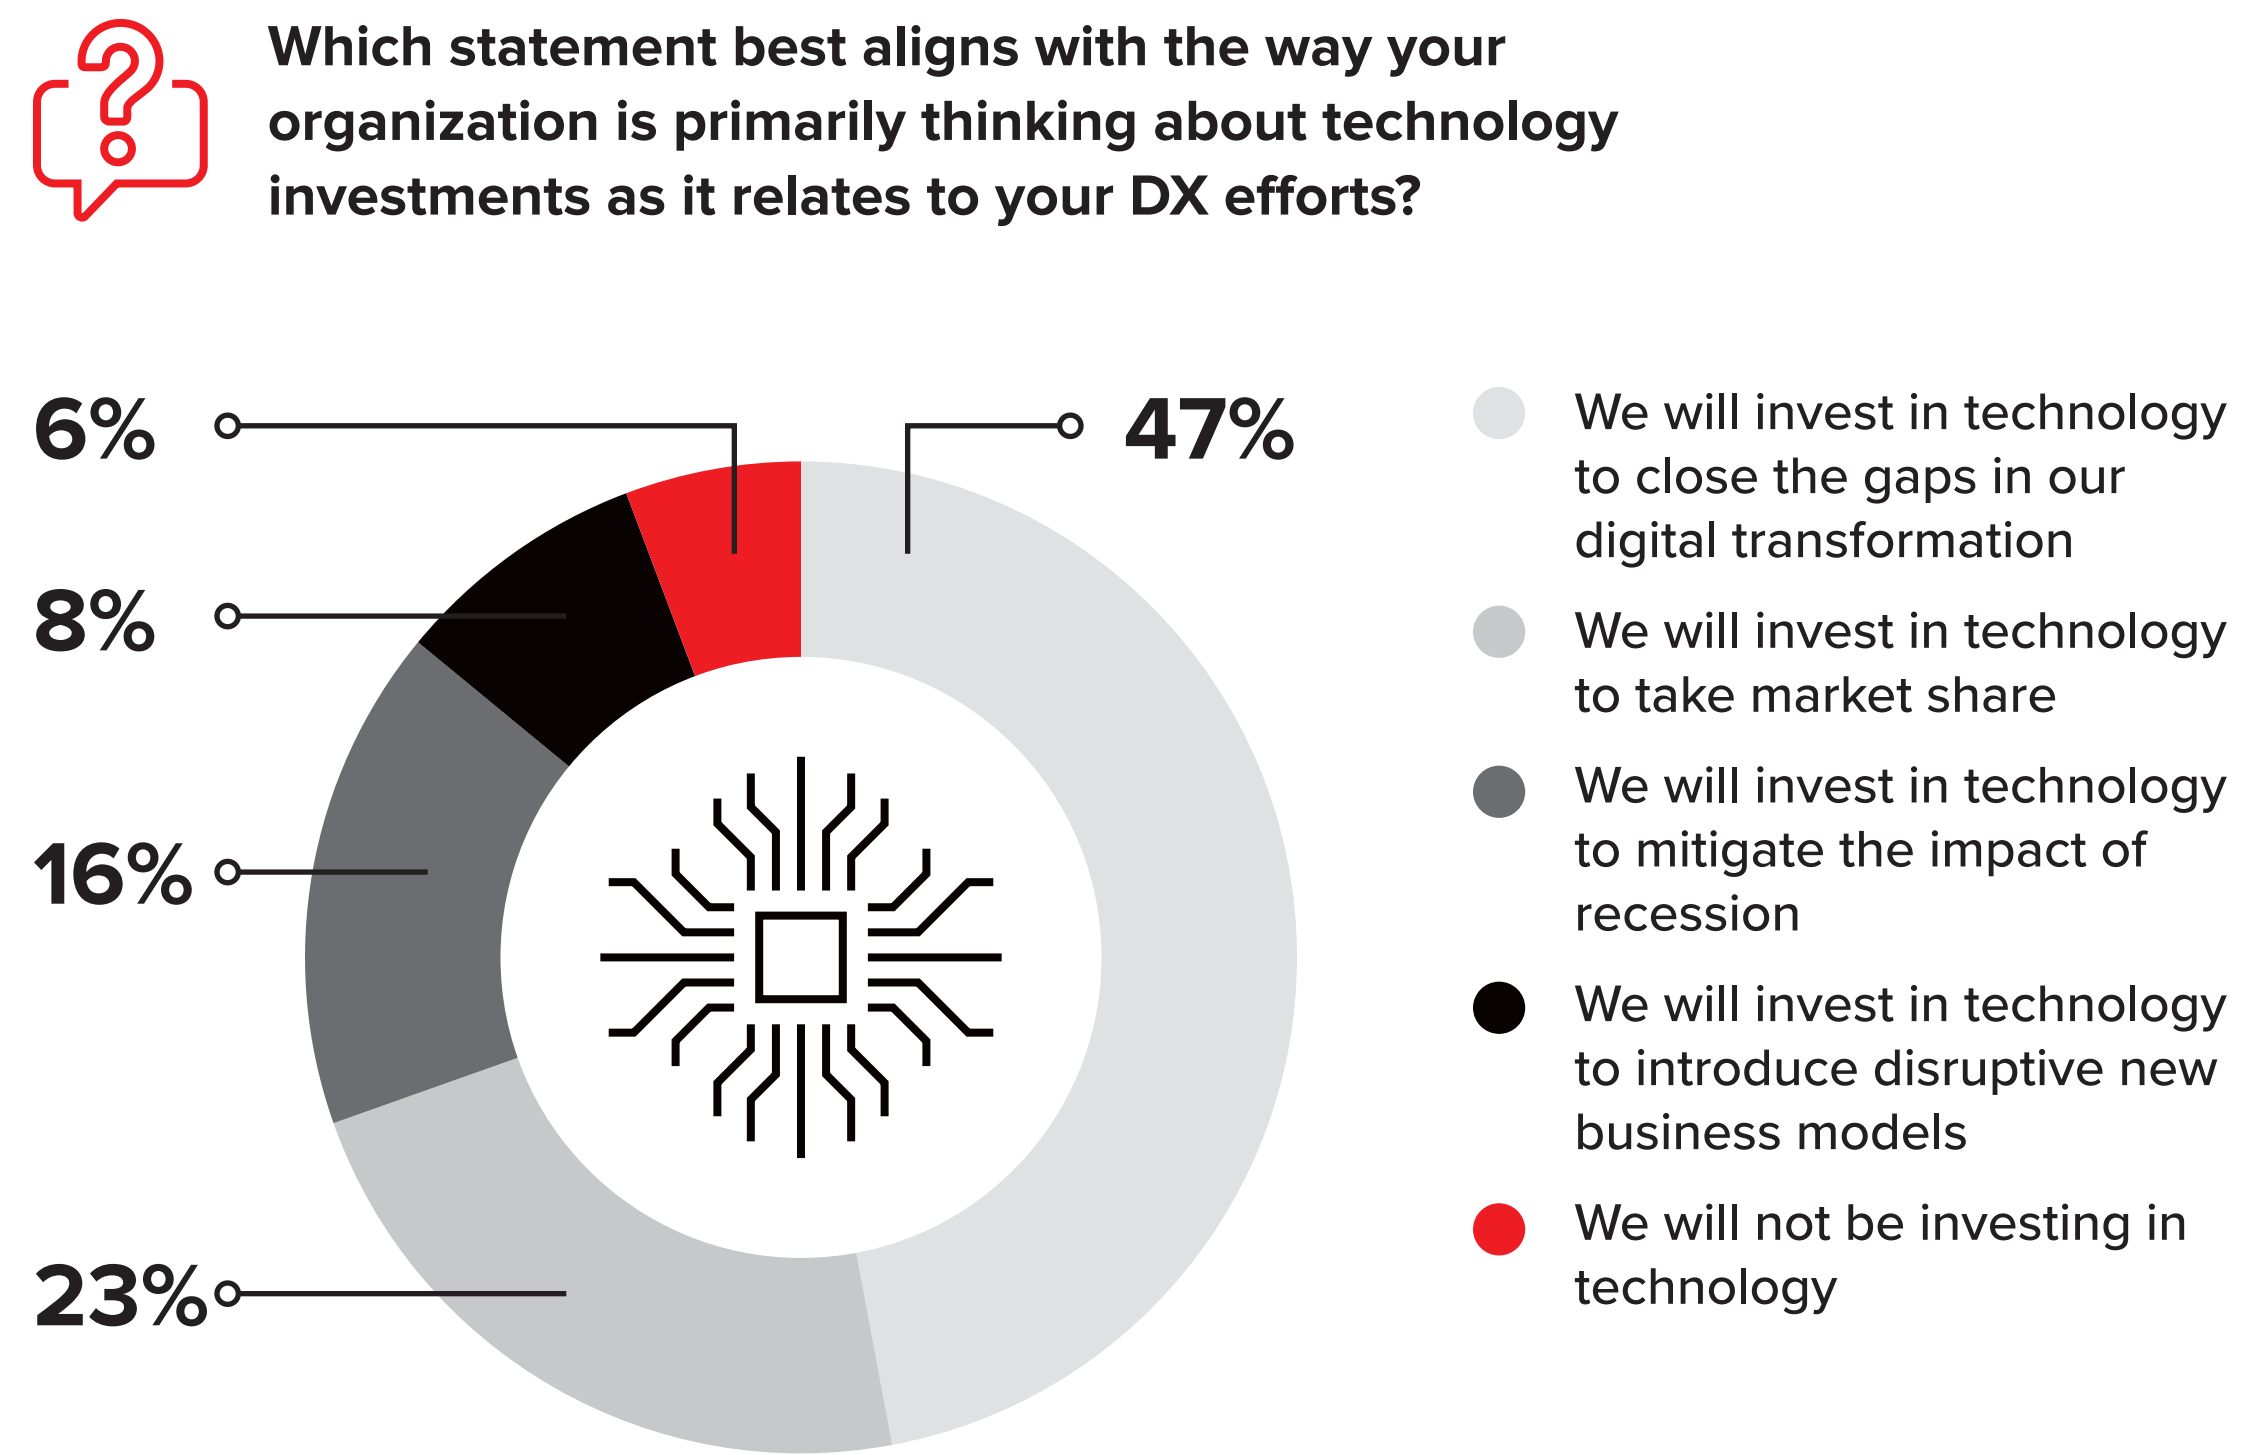 Which statement best aligns with the way your
organization is primarily thinking about technology
investments as it relates to your DX efforts?
6%
47%
8%
16%
23%
We will invest in technology
to close the gaps in our
digital transformation
We will invest in technology
to take market share
We will invest in technology
to mitigate the impact of
recession
We will invest in technology
to introduce disruptive new
business models
We will not be investing in
technology